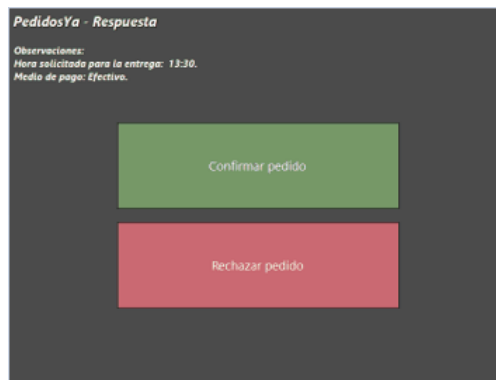 PedidosYa - Respuesta
Observaciones:
Hora solicitada para la entrega: 13:30.
Medio de pago: Efectivo.
Confirmar pedido
Rechazar pedido